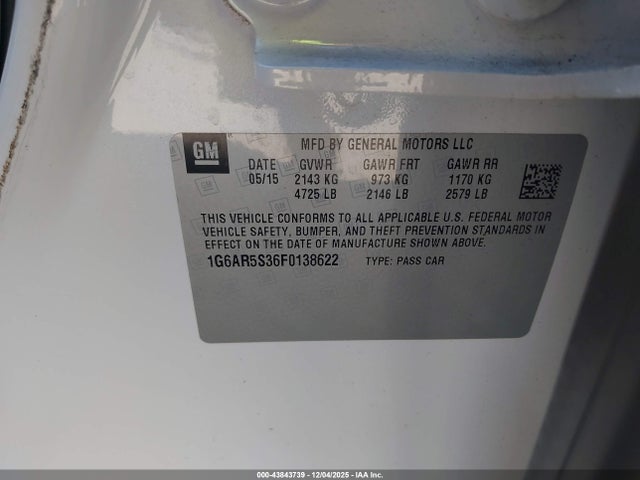 GM
MFD BY GENERAL MOTORS LLC
DATE GVWR GAWR FRT GAWR RR
05/15 2143 KG 973 KG 1170 KG
4725 LB 2146 LB 2579 LB
THIS VEHICLE CONFORMS TO ALL APPLICABLE U.S. FEDERAL MOTOR
VEHICLE SAFETY, BUMPER, AND THEFT PREVENTION STANDARDS IN
EFFECT ON THE DATE OF MANUFACTURE SHOWN ABOVE.
1G6AR5S36F0138622 TYPE: PASS CAR
000-43843739 - 12/04/2025 - IAA Inc.